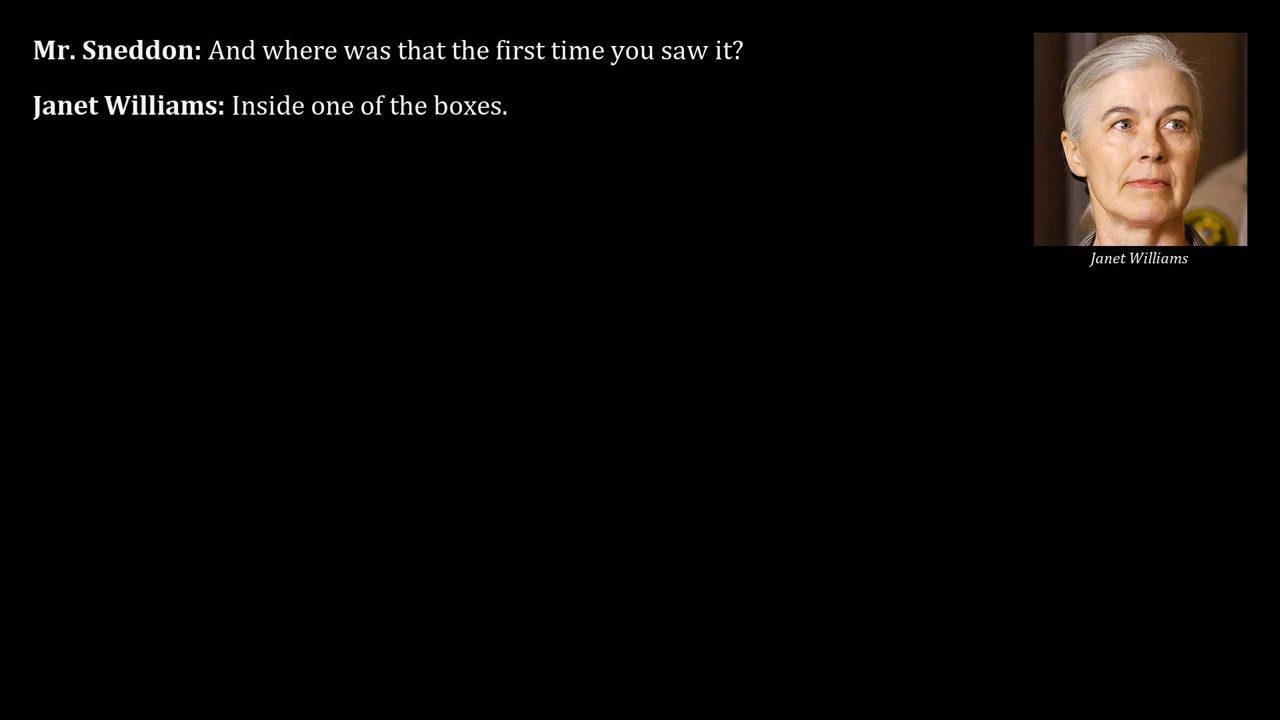 Mr. Sneddon: And where was that the first time you saw it?
Janet Williams: Inside one of the boxes.
Janet Williams